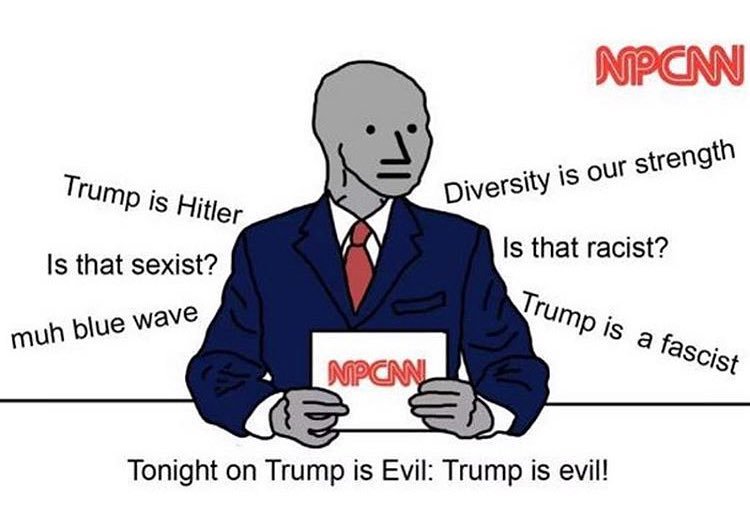 NPCNN
Trump is Hitler
Diversity is our strength
Is that sexist?
Is that racist?
muh blue wave
Trump is a fascist
NPCNN
Tonight on Trump is Evil: Trump is evil!